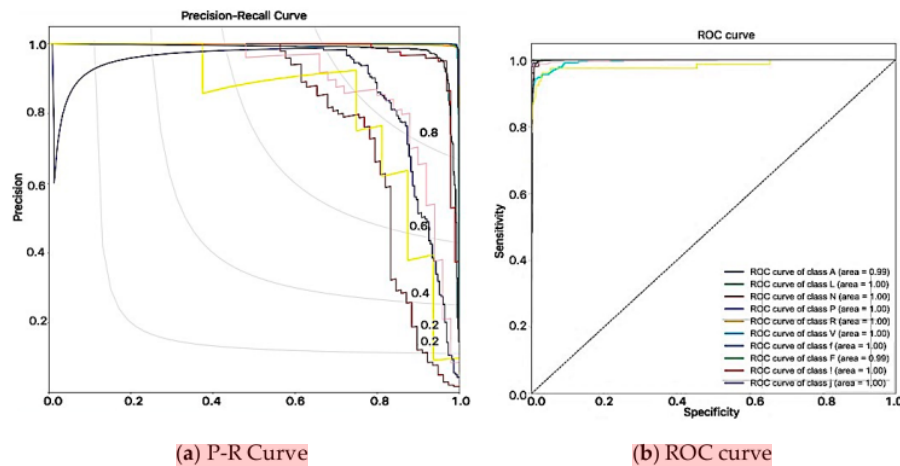 Precision-Recall Curve
Precision
1.0
0.8
0.6
0.4
0.2
0.8
0.6
0.4
0.2
0.2
0.0
0.2
0.4
0.6
0.8
1.0
(a) P-R Curve
ROC curve
Sensitivity
1.0
0.8
0.6
0.4
0.2
0.0
ROC curve of class A (area = 0.99)
ROC curve of class L (area = 1.00)
ROC curve of class N (area = 1.00)
ROC curve of class P (area = 1.00)
ROC curve of class R (area = 1.00)
ROC curve of class V (area = 1.00)
ROC curve of class f (area = 1.00)
ROC curve of class F (area = 0.99)
ROC curve of class ! (area = 1.00)
ROC curve of class j (area = 1.00)
0.0
0.2
0.4
0.6
0.8
1.0
Specificity
(b) ROC curve